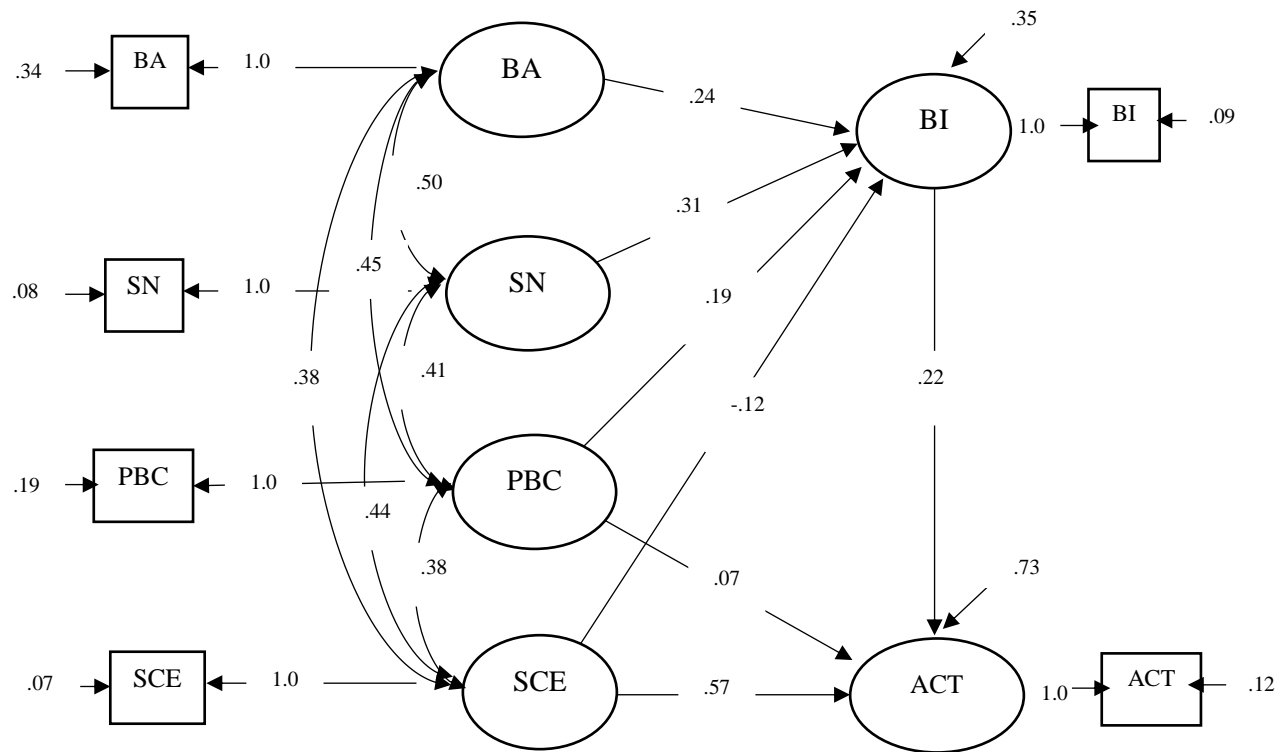 .35
BA
1.0
BA
.34
.24
BI
1.0
BI
.09
.50
.31
.45
SN
.08
SN
1.0
.19
.38
.41
-.12
.22
PBC
.19
1.0
PBC
.44
.38
.07
.73
SCE
.07
1.0
SCE
.57
ACT
1.0
ACT
.12